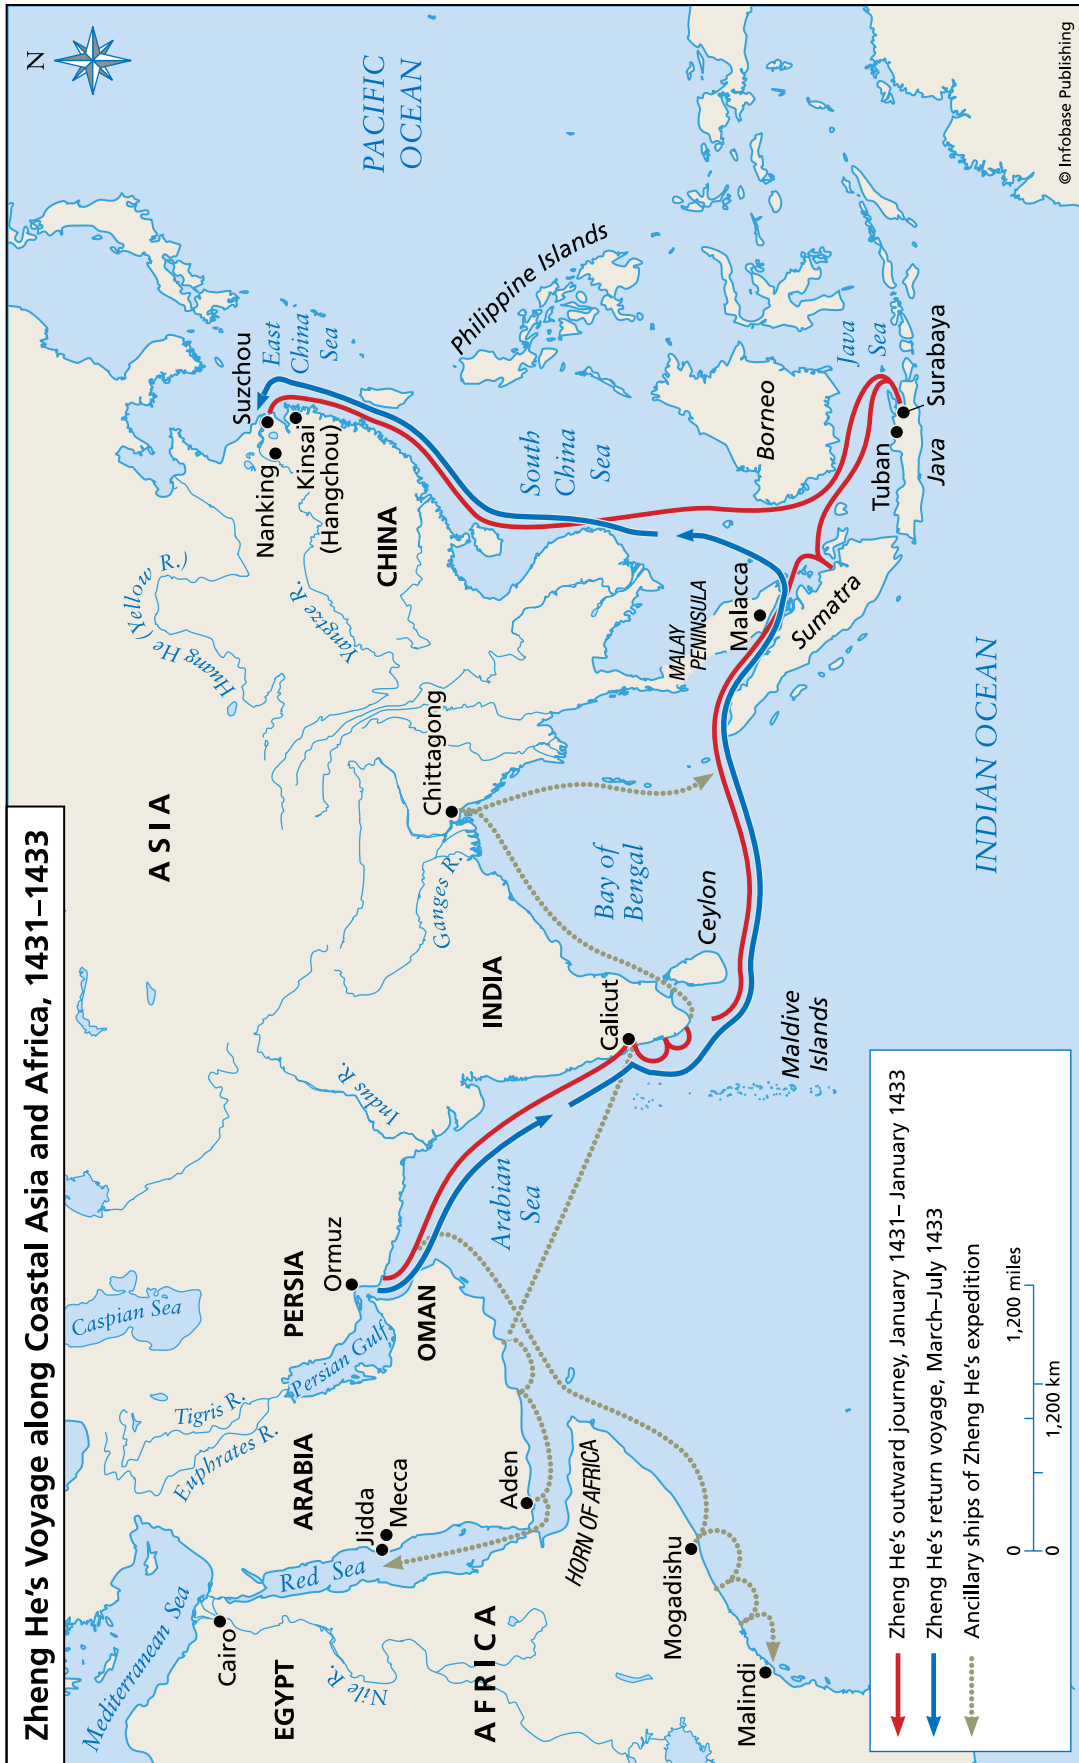 Zheng He's Voyage along Coastal Asia and Africa, 1431–1433
N
Mediterranean Sea
Cairo
EGYPT
Nile R.
AFRICA
Red Sea
Jidda
Mecca
ARABIA
Euphrates R.
Tigris R.
Caspian Sea
PERSIA
Persian Gulf
Ormuz
OMAN
Aden
HORN OF AFRICA
Mogadishu
Malindi
Arabian
Sea
ASIA
Indus R.
INDIA
Ganges R.
Calicut
Ceylon
Maldive
Islands
Bay of
Bengal
Chittagong
Huang He (Yellow R.)
Yangtze R.
CHINA
Nanking
Suzchou
Kinsai
(Hangchou)
East
China
Sea
PACIFIC
OCEAN
South
China
Sea
Philippine Islands
MALAY
PENINSULA
Malacca
Sumatra
Borneo
Java
Sea
Tuban
Surabaya
Java
INDIAN OCEAN
Zheng He's outward journey, January 1431– January 1433
Zheng He's return voyage, March–July 1433
Ancillary ships of Zheng He's expedition
0
1,200 miles
0
1,200 km
© Infobase Publishing